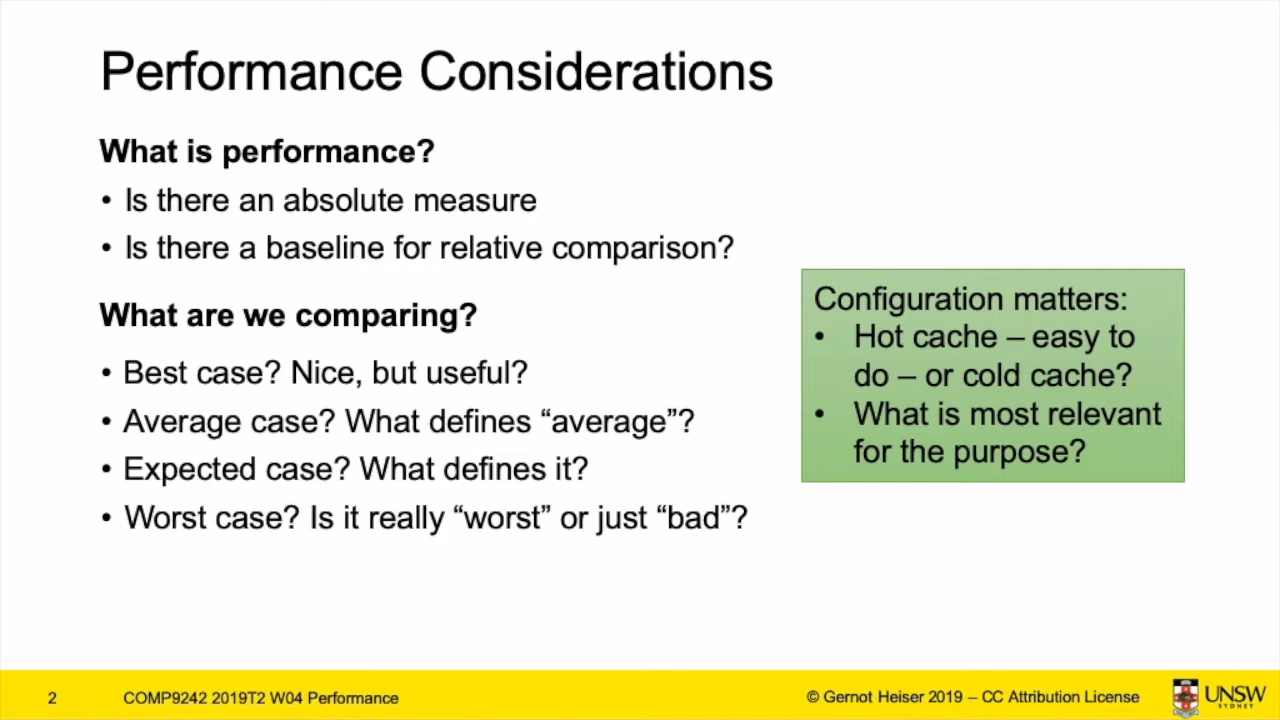 Performance Considerations
What is performance?
• Is there an absolute measure
• Is there a baseline for relative comparison?
What are we comparing?
• Best case? Nice, but useful?
• Average case? What defines “average”?
• Expected case? What defines it?
• Worst case? Is it really “worst” or just “bad”?
Configuration matters:
• Hot cache – easy to
do – or cold cache?
• What is most relevant
for the purpose?
2 COMP9242 2019T2 W04 Performance
© Gernot Heiser 2019 – CC Attribution License
UNSW
SYDNEY